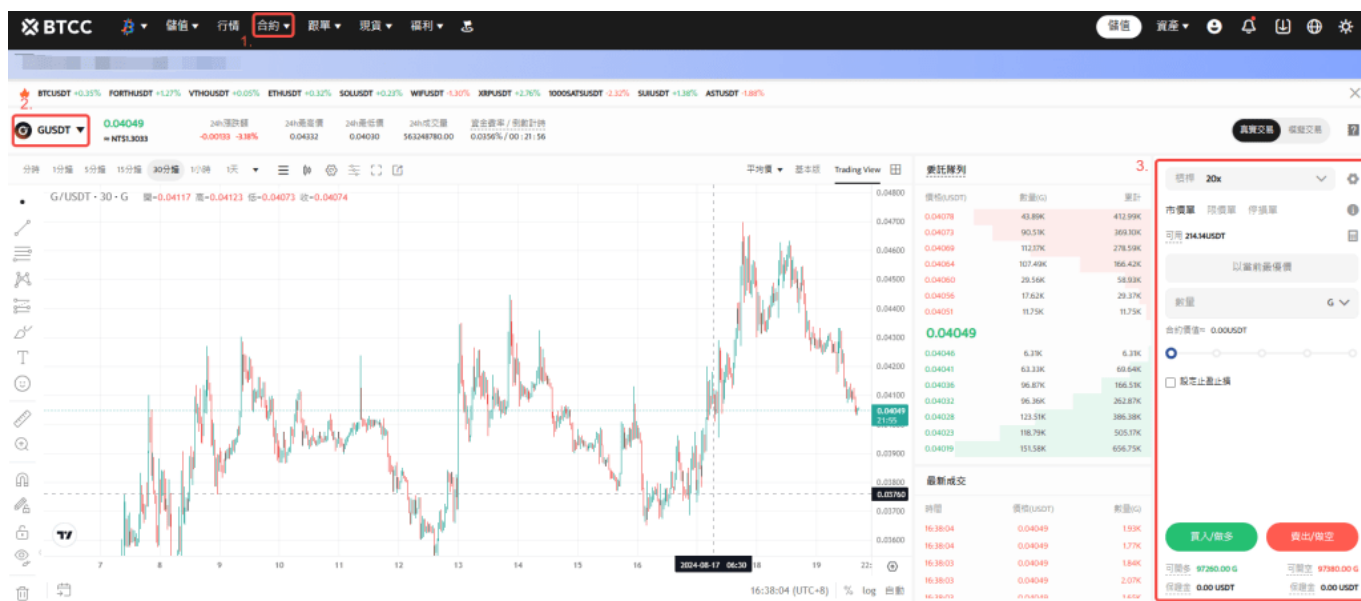 BTCC 儲值 行情 合約 跟單 現貨 福利 儲值 資產
1.
BTCUSDT +0.35% FORTHUSDT +1.27% VTHOUSDT +0.05% ETHUSDT +0.32% SOLUSDT +0.23% WIFUSDT -1.30% XRPUSDT +2.76% 1000SATSUSDT -2.32% SUIUSDT +1.38% ASTUSDT -1.88%
2.
GUSDT 0.04049 24h漲跌額 24h最高價 24h最低價 24h成交量 資金費率 / 倒數計時 真實交易 模擬交易
≈ NT$1.3033 -0.00133 -3.18% 0.04332 0.04030 563248780.00 0.0356% / 00 : 21 : 56
分時 1分鐘 5分鐘 15分鐘 30分鐘 1小時 1天 平均價 基本版 Trading View
G/USDT · 30 · G 開=0.04117 高=0.04123 低=0.04073 收=0.04074
0.04800
0.04700
0.04600
0.04500
0.04400
0.04300
0.04200
0.04100
0.04049
21:55
0.03900
0.03800
0.03760
0.03700
0.03600
7 8 9 10 11 12 13 14 15 16 2024-08-17 06:30 18 19 22:
16:38:04 (UTC+8) % log 自動
委託隊列
價格(USDT) 數量(G) 累計
0.04078 43.89K 412.99K
0.04073 90.51K 369.10K
0.04069 112.17K 278.59K
0.04064 107.49K 166.42K
0.04060 29.56K 58.93K
0.04056 17.62K 29.37K
0.04051 11.75K 11.75K
0.04049
0.04046 6.31K 6.31K
0.04041 63.33K 69.64K
0.04036 96.87K 166.51K
0.04032 96.36K 262.87K
0.04028 123.51K 386.38K
0.04023 118.79K 505.17K
0.04019 151.58K 656.75K
最新成交
時間 價格(USDT) 數量(G)
16:38:04 0.04049 1.93K
16:38:04 0.04049 1.77K
16:38:03 0.04049 1.84K
16:38:03 0.04049 2.07K
16:38:03 0.04049 1.65K
3.
槓桿 20x
市價單 限價單 停損單
可用 214.14USDT
以當前最優價
數量 G
合約價值≈ 0.00USDT
設定止盈止損
買入/做多 賣出/做空
可開多 97260.00 G 可開空 97380.00 G
保證金 0.00 USDT 保證金 0.00 USDT